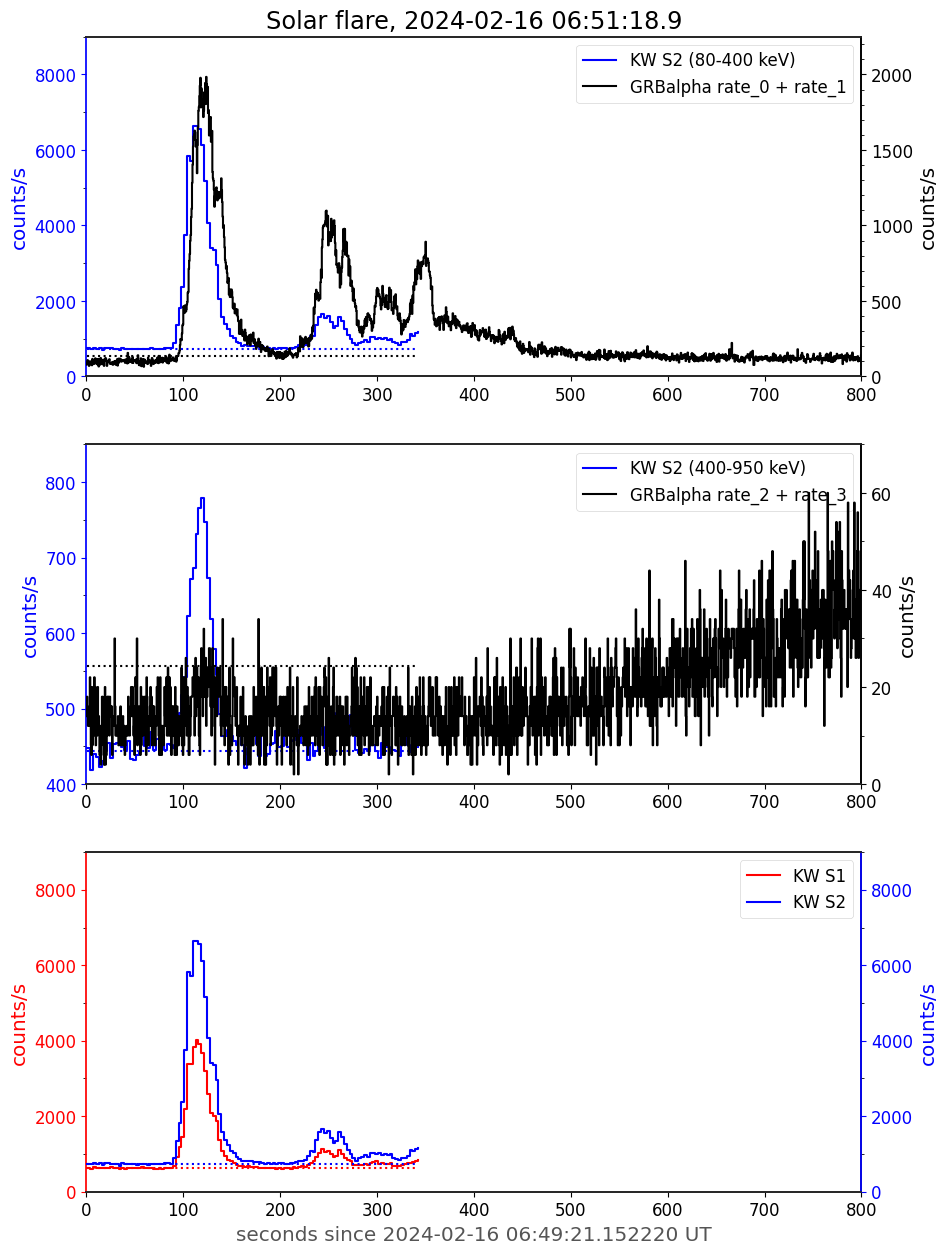 Solar flare, 2024-02-16 06:51:18.9
KW S2 (80-400 keV)
GRBalpha rate_0 + rate_1
counts/s
8000
6000
4000
2000
0
2000
1500
1000
500
0
counts/s
0 100 200 300 400 500 600 700 800
KW S2 (400-950 keV)
GRBalpha rate_2 + rate_3
counts/s
800
700
600
500
400
60
40
20
0
counts/s
0 100 200 300 400 500 600 700 800
KW S1
KW S2
counts/s
8000
6000
4000
2000
0
8000
6000
4000
2000
0
counts/s
0 100 200 300 400 500 600 700 800
seconds since 2024-02-16 06:49:21.152220 UT